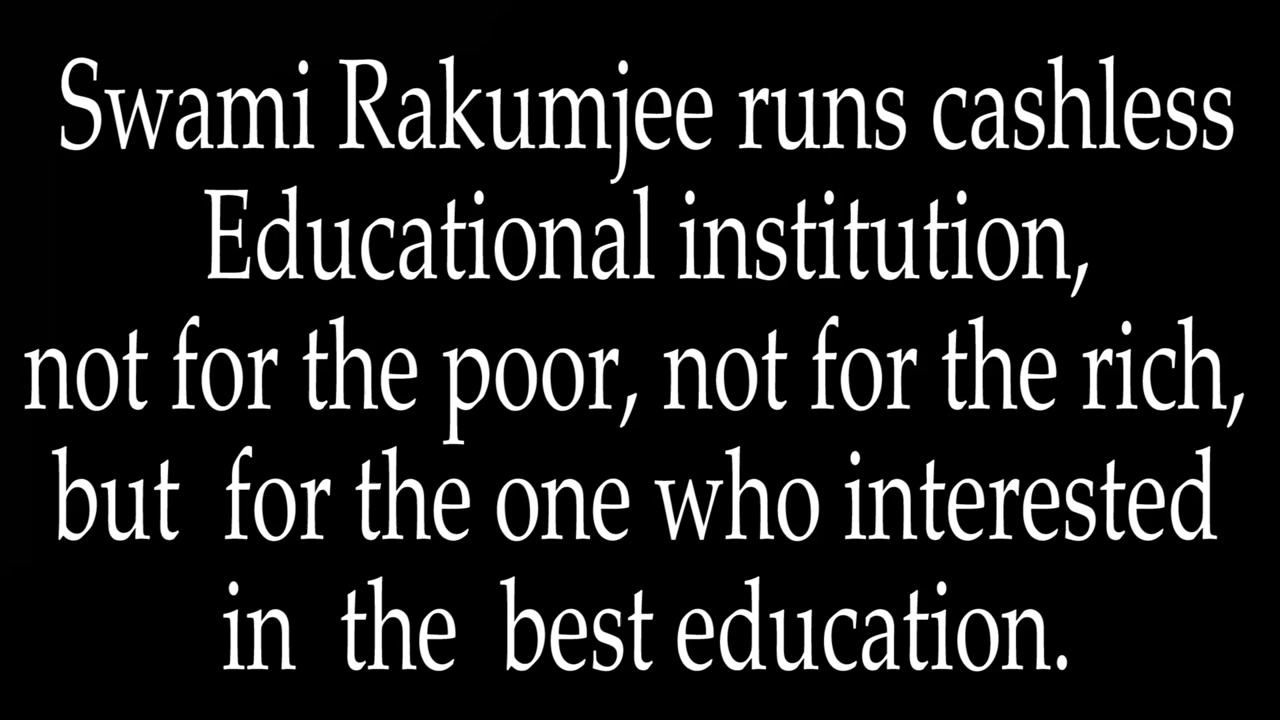 Swami Rakumjee runs cashless
Educational institution,
not for the poor, not for the rich,
but for the one who interested
in the best education.